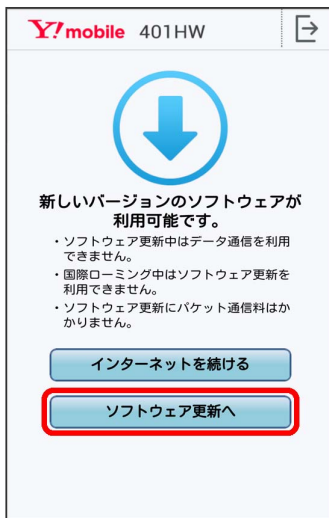 Y!mobile 401HW
新しいバージョンのソフトウェアが
利用可能です。
・ソフトウェア更新中はデータ通信を利用
できません。
・国際ローミング中はソフトウェア更新を
利用できません。
・ソフトウェア更新にパケット通信料はか
かりません。
インターネットを続ける
ソフトウェア更新へ